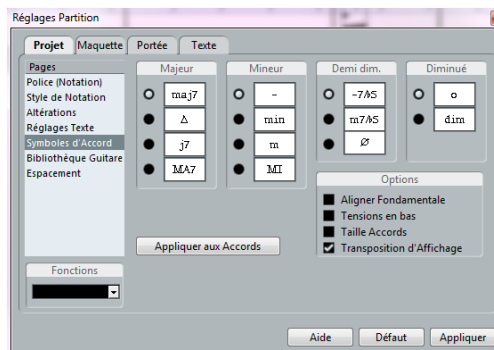 Réglages Partition
Projet Maquette Portée Texte
Pages
Police (Notation)
Style de Notation
Altérations
Réglages Texte
Symboles d'Accord
Bibliothèque Guitare
Espacement
Fonctions
Majeur
maj7
Δ
j7
MA7
Mineur
-
min
m
MI
Demi dim.
-7/♭5
m7/♭5
Ø
Diminué
o
dim
Options
Aligner Fondamentale
Tensions en bas
Taille Accords
Transposition d'Affichage
Appliquer aux Accords
Aide Défaut Appliquer